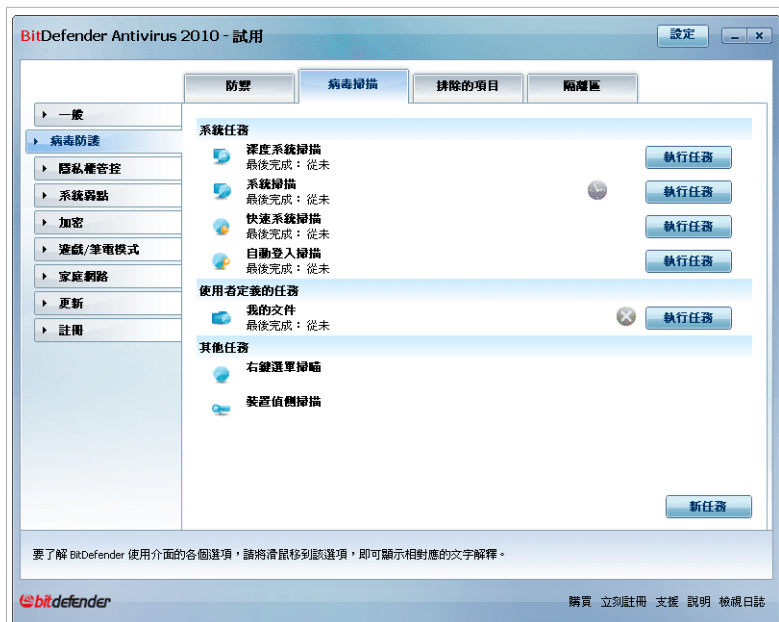 BitDefender Antivirus 2010 - 試用
設定
防禦
病毒掃描
排除的項目
隔離區
一般
病毒防護
隱私權管控
系統弱點
加密
遊戲/筆電模式
家庭網路
更新
註冊
系統任務
深度系統掃描
最後完成：從未
執行任務
系統掃描
最後完成：從未
執行任務
快速系統掃描
最後完成：從未
執行任務
自動登入掃描
最後完成：從未
執行任務
使用者定義的任務
我的文件
最後完成：從未
執行任務
其他任務
右鍵選單掃瞄
裝置偵側掃描
新任務
要了解 BitDefender 使用介面的各個選項，請將滑鼠移到該選項，即可顯示相對應的文字解釋。
bitdefender
購買 立刻註冊 支援 說明 檢視日誌